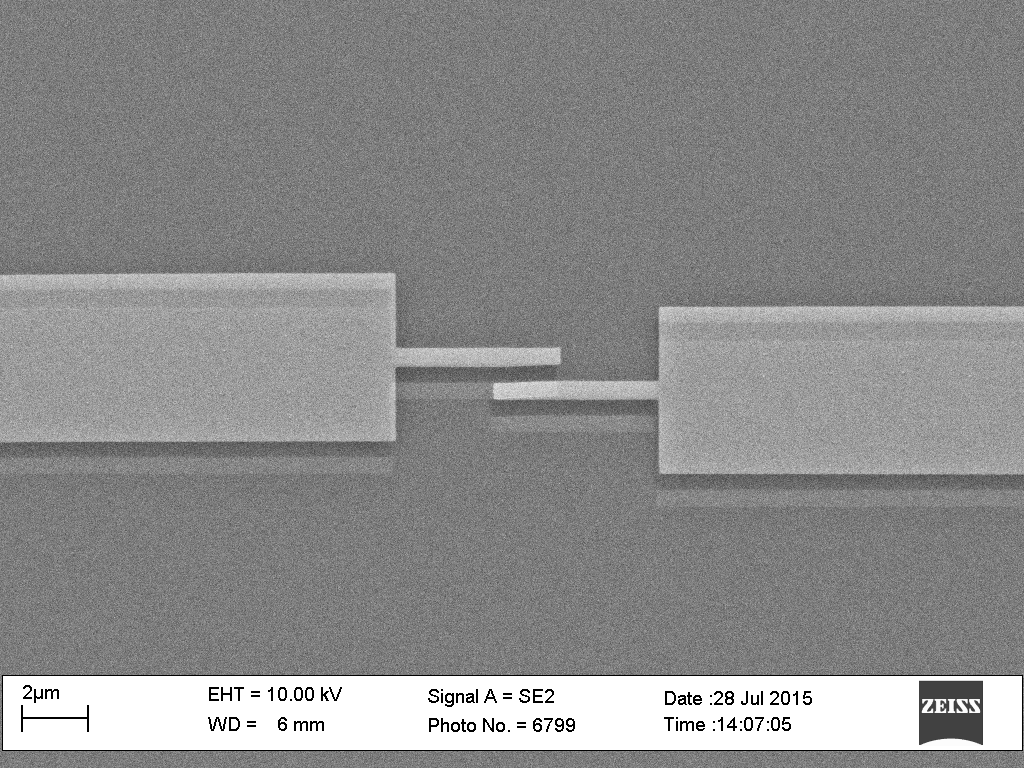 2µm
EHT = 10.00 kV
Signal A = SE2
Date :28 Jul 2015
ZEISS
WD = 6 mm
Photo No. = 6799
Time :14:07:05